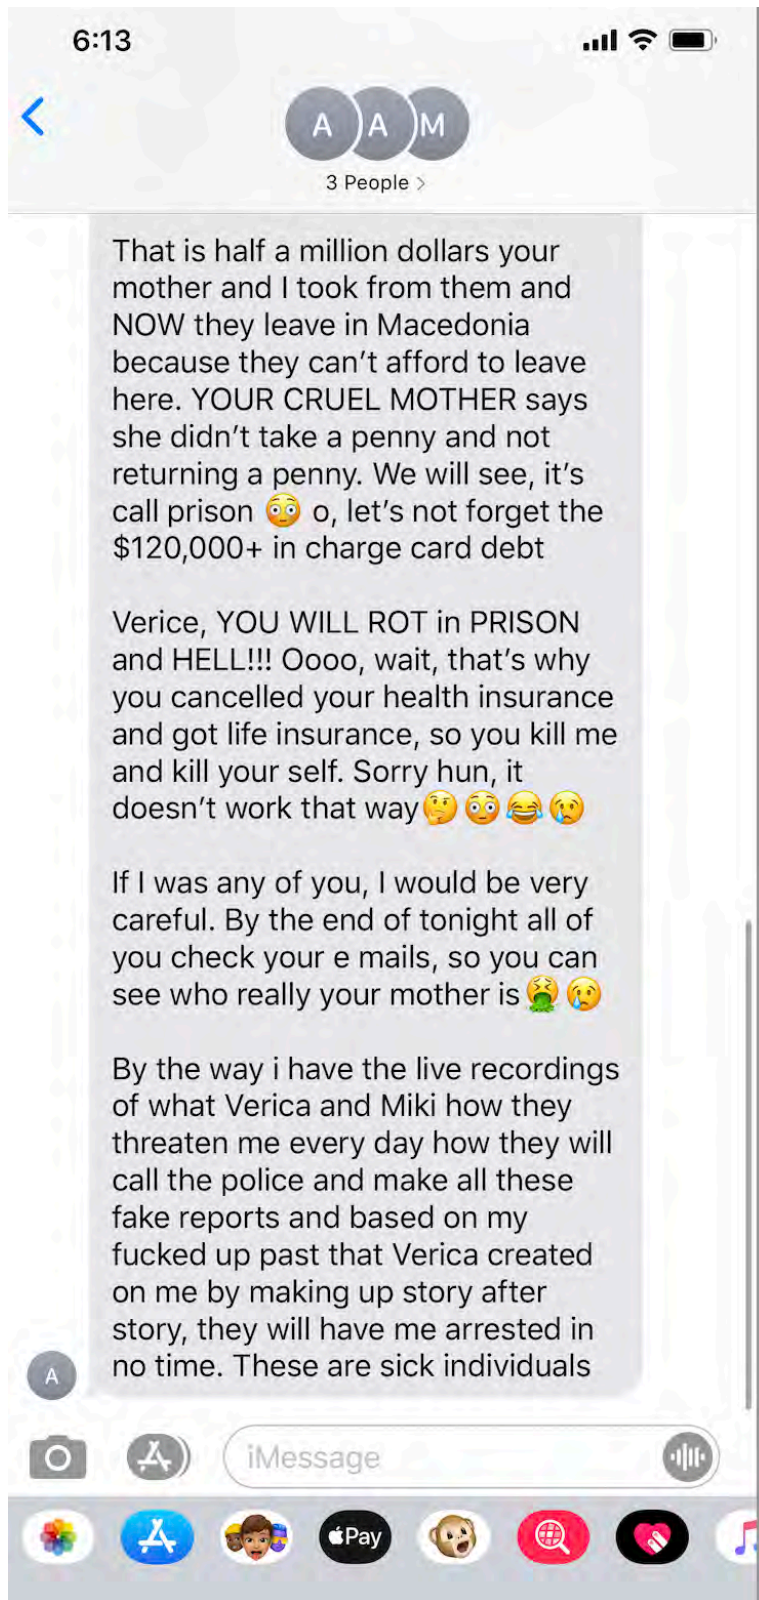 6:13
A A M
3 People >
That is half a million dollars your
mother and I took from them and
NOW they leave in Macedonia
because they can't afford to leave
here. YOUR CRUEL MOTHER says
she didn't take a penny and not
returning a penny. We will see, it's
call prison 😳 o, let's not forget the
$120,000+ in charge card debt
Verice, YOU WILL ROT in PRISON
and HELL!!! Oooo, wait, that's why
you cancelled your health insurance
and got life insurance, so you kill me
and kill your self. Sorry hun, it
doesn't work that way🤔😳😂😢
If I was any of you, I would be very
careful. By the end of tonight all of
you check your e mails, so you can
see who really your mother is🤮😢
By the way i have the live recordings
of what Verica and Miki how they
threaten me every day how they will
call the police and make all these
fake reports and based on my
fucked up past that Verica created
on me by making up story after
story, they will have me arrested in
no time. These are sick individuals
A
iMessage
Pay